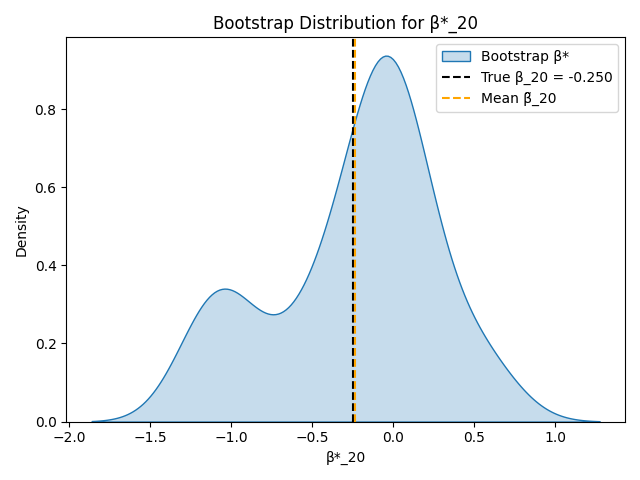 Bootstrap Distribution for β*_20
Bootstrap β*
True β_20 = -0.250
Mean β_20
Density
0.8
0.6
0.4
0.2
0.0
−2.0 −1.5 −1.0 −0.5 0.0 0.5 1.0
β*_20